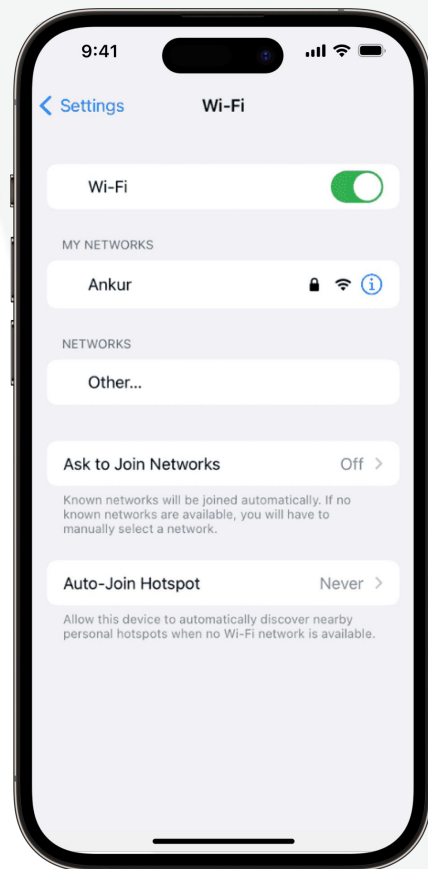 9:41
Settings
Wi-Fi
Wi-Fi
MY NETWORKS
Ankur
NETWORKS
Other...
Ask to Join Networks Off
Known networks will be joined automatically. If no
known networks are available, you will have to
manually select a network.
Auto-Join Hotspot Never
Allow this device to automatically discover nearby
personal hotspots when no Wi-Fi network is available.